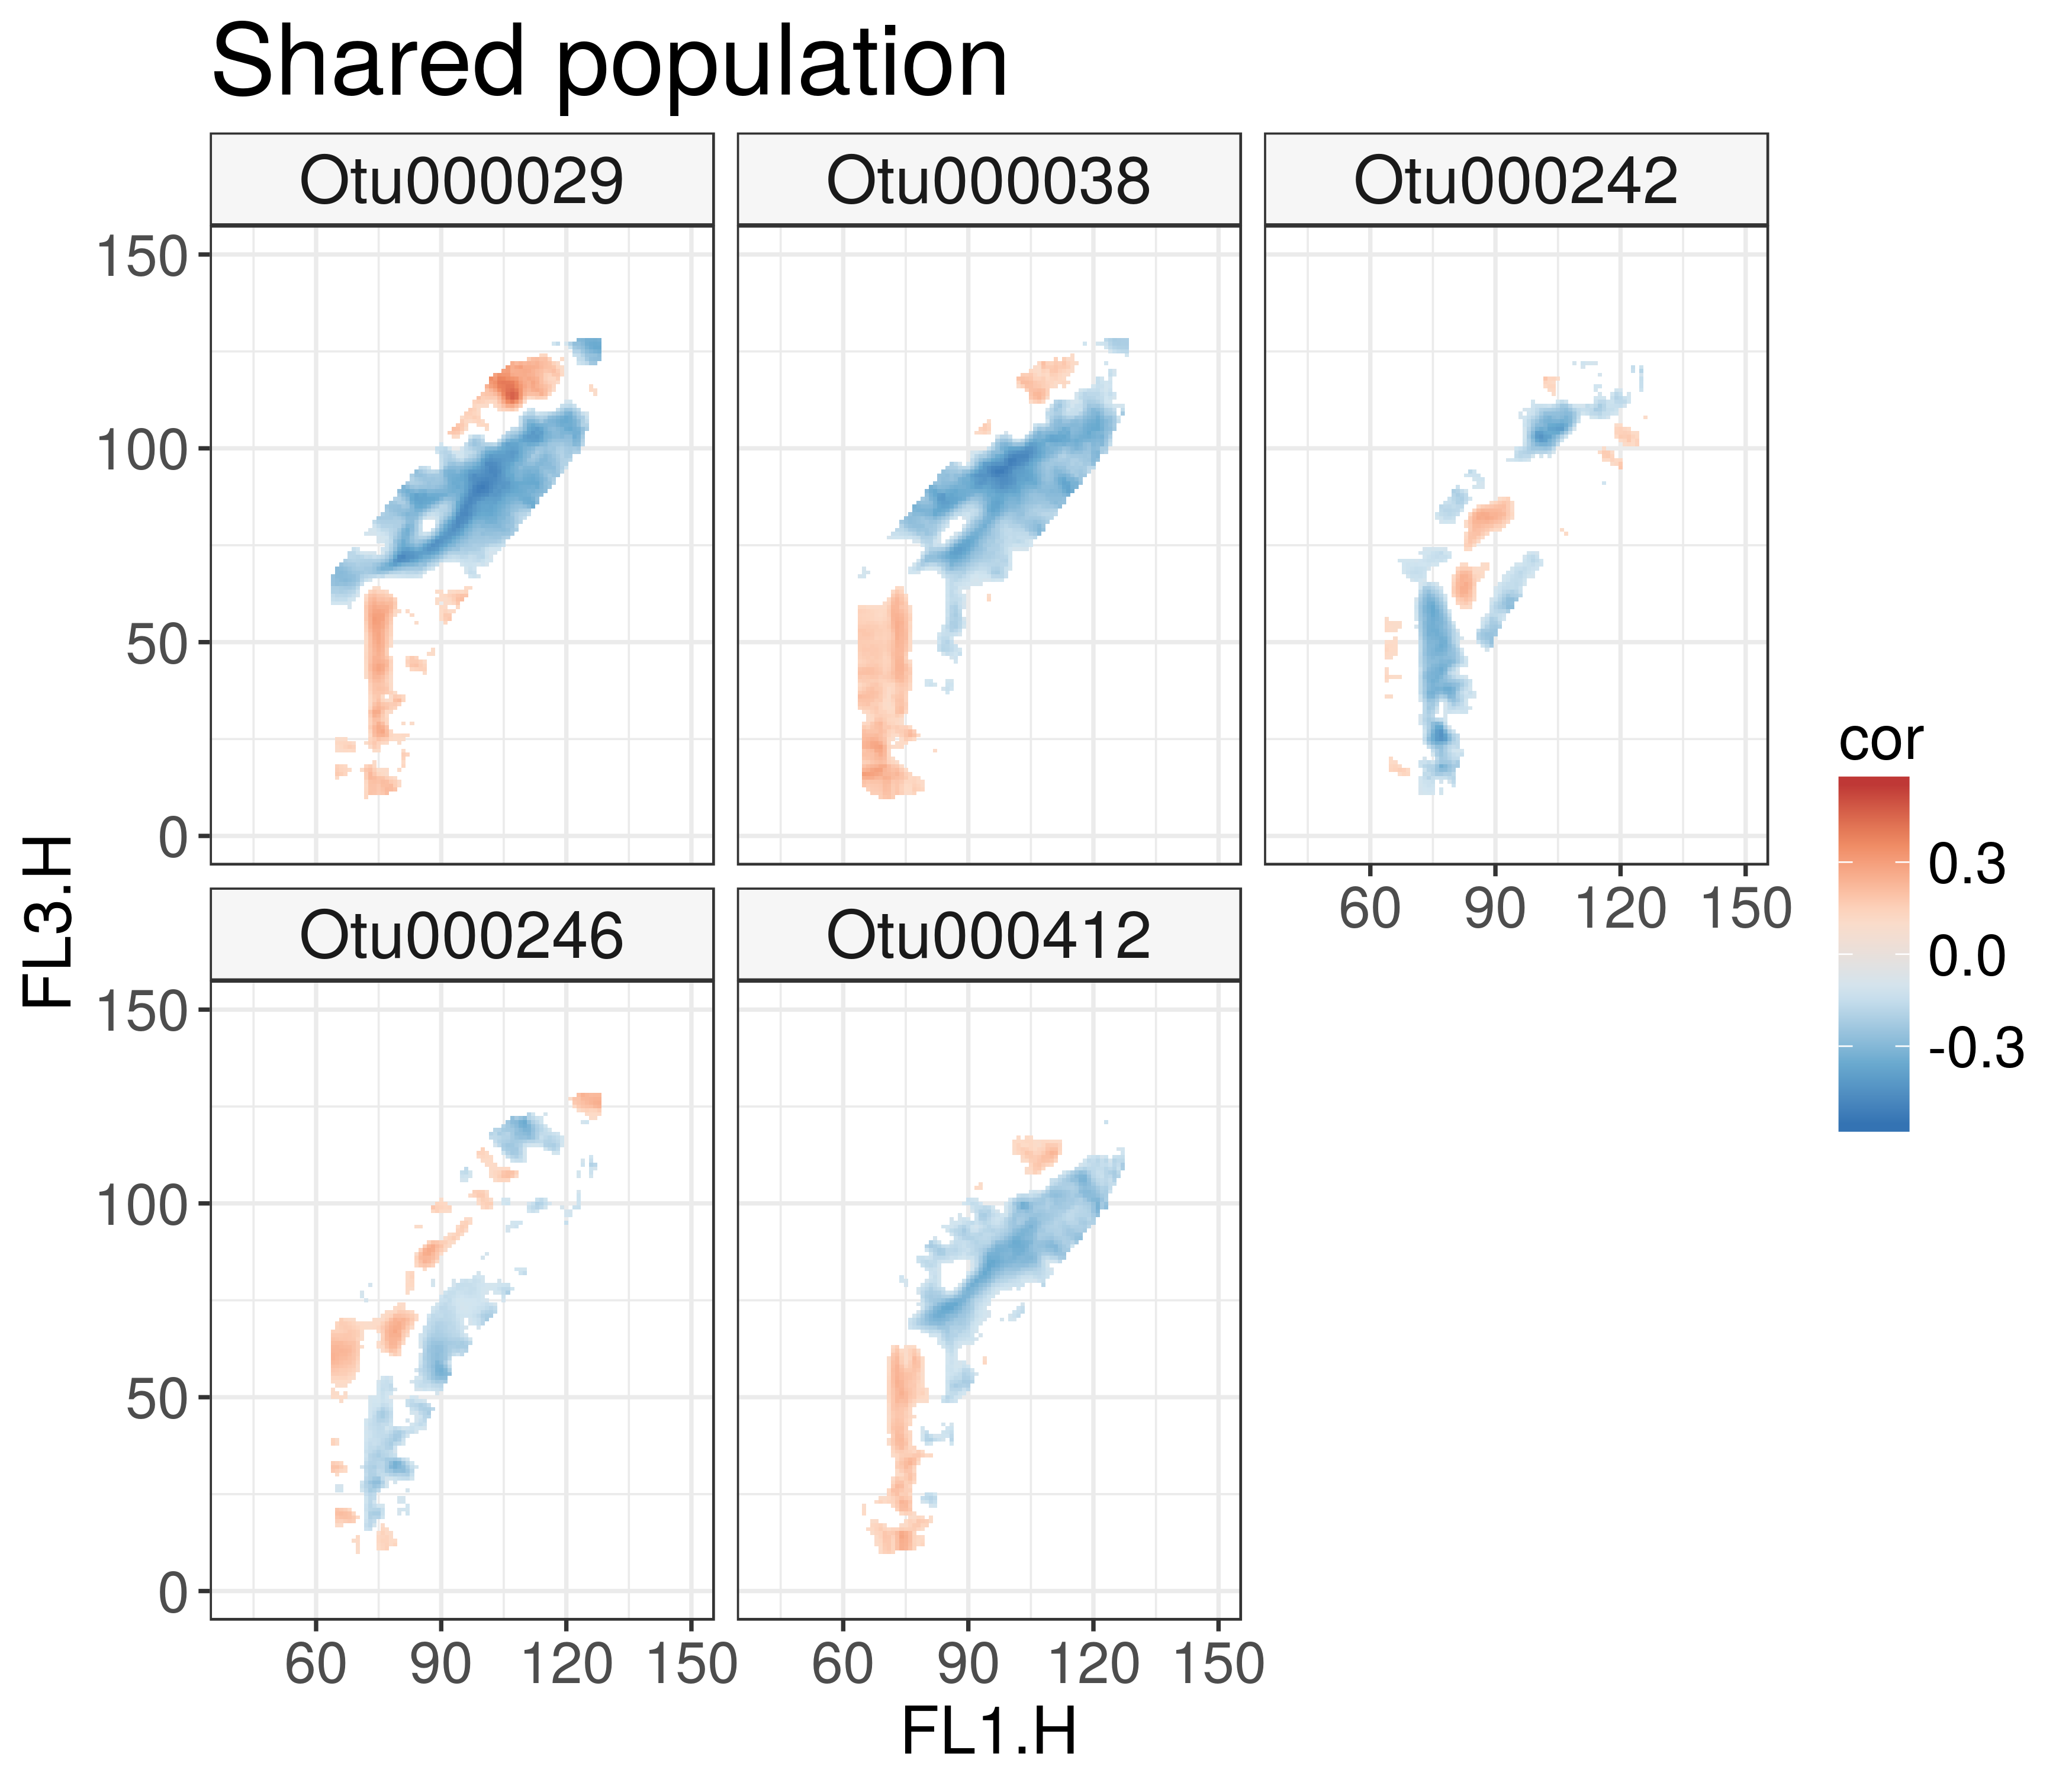 Shared population
Otu000029 Otu000038 Otu000242
150
100
50
0
60 90 120 150
Otu000246 Otu000412
150
100
50
0
60 90 120 150 60 90 120 150
FL1.H
FL3.H
cor
0.3
0.0
-0.3